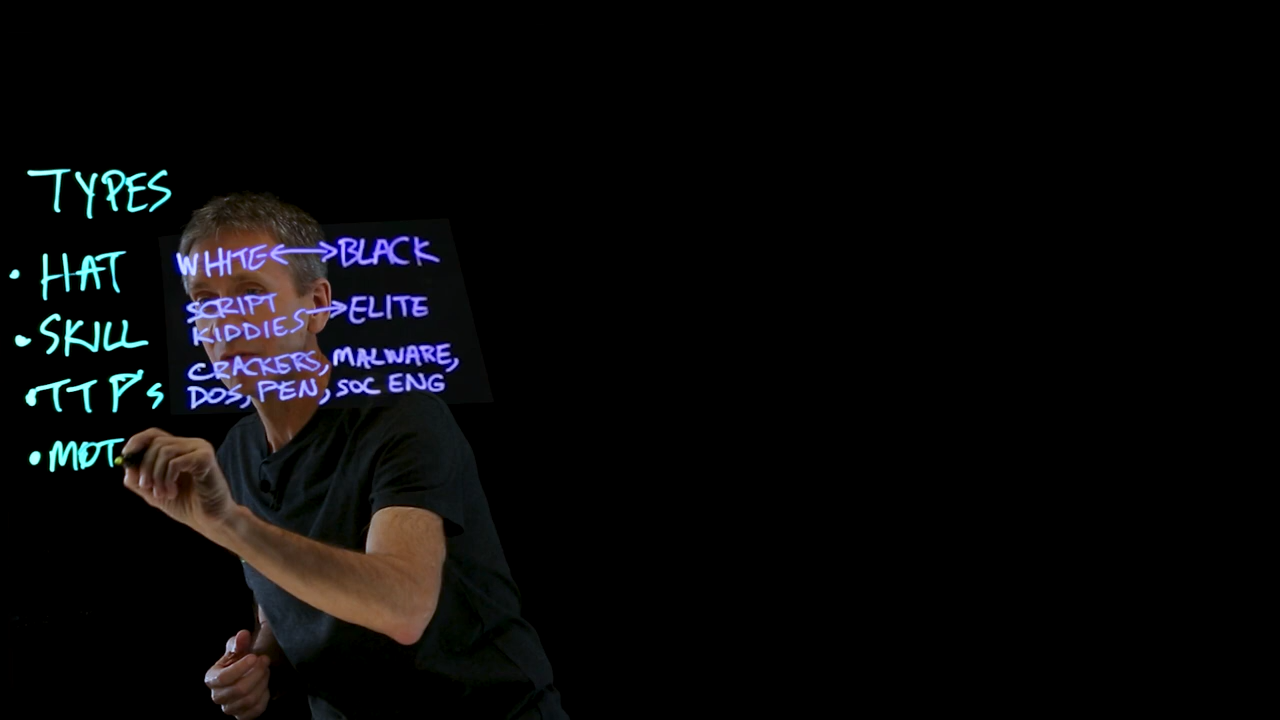 TYPES
• HAT
WHITE ↔ BLACK
• SKILL
SCRIPT KIDDIES → ELITE
• TTP's
CRACKERS, MALWARE,
DOS, PEN, SOC ENG
• MOT